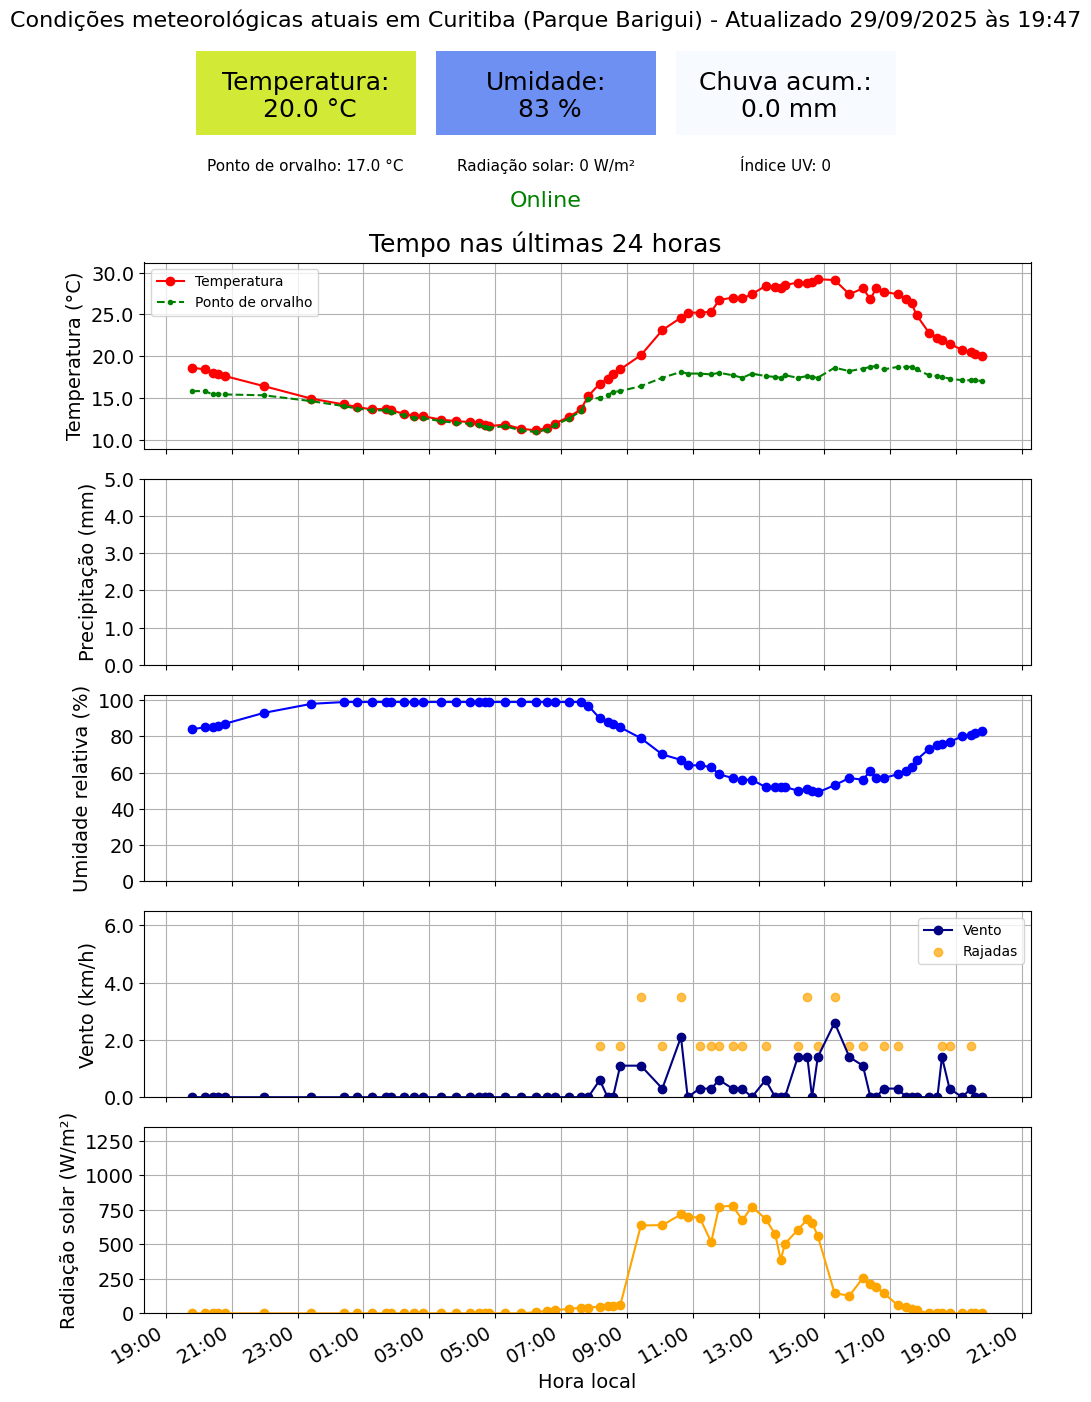 Condições meteorológicas atuais em Curitiba (Parque Barigui) - Atualizado 29/09/2025 às 19:47
Temperatura:
20.0 °C
Umidade:
83 %
Chuva acum.:
0.0 mm
Ponto de orvalho: 17.0 °C
Radiação solar: 0 W/m²
Índice UV: 0
Online
Tempo nas últimas 24 horas
Temperatura (°C)
30.0
25.0
20.0
15.0
10.0
Temperatura
Ponto de orvalho
Precipitação (mm)
5.0
4.0
3.0
2.0
1.0
0.0
Umidade relativa (%)
100
80
60
40
20
0
Vento (km/h)
6.0
4.0
2.0
0.0
Vento
Rajadas
Radiação solar (W/m²)
1250
1000
750
500
250
0
19:00
21:00
23:00
01:00
03:00
05:00
07:00
09:00
11:00
13:00
15:00
17:00
19:00
21:00
Hora local